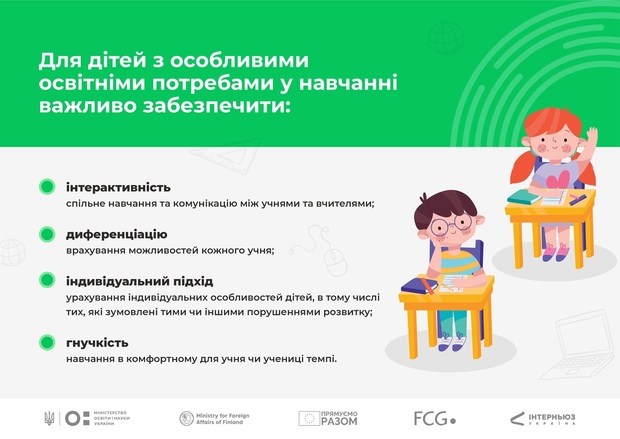 Для дітей з особливими
освітніми потребами у навчанні
важливо забезпечити:
інтерактивність
спільне навчання та комунікацію між учнями та вчителями;
диференціацію
врахування можливостей кожного учня;
індивідуальний підхід
урахування індивідуальних особливостей дітей, в тому числі
тих, які зумовлені тими чи іншими порушеннями розвитку;
гнучкість
навчання в комфортному для учня чи учениці темпі.
МІНІСТЕРСТВО
ОСВІТИ І НАУКИ
УКРАЇНИ
Ministry for Foreign
Affairs of Finland
ПРЯМУЄМО
РАЗОМ
FCG
ІНТЕРНЬЮЗ
УКРАЇНА